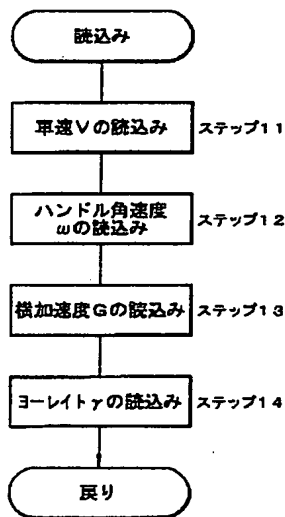 読込み
車速Vの読込み ステップ11
ハンドル角速度
ωの読込み ステップ12
横加速度Gの読込み ステップ13
ヨーレイトγの読込み ステップ14
戻り